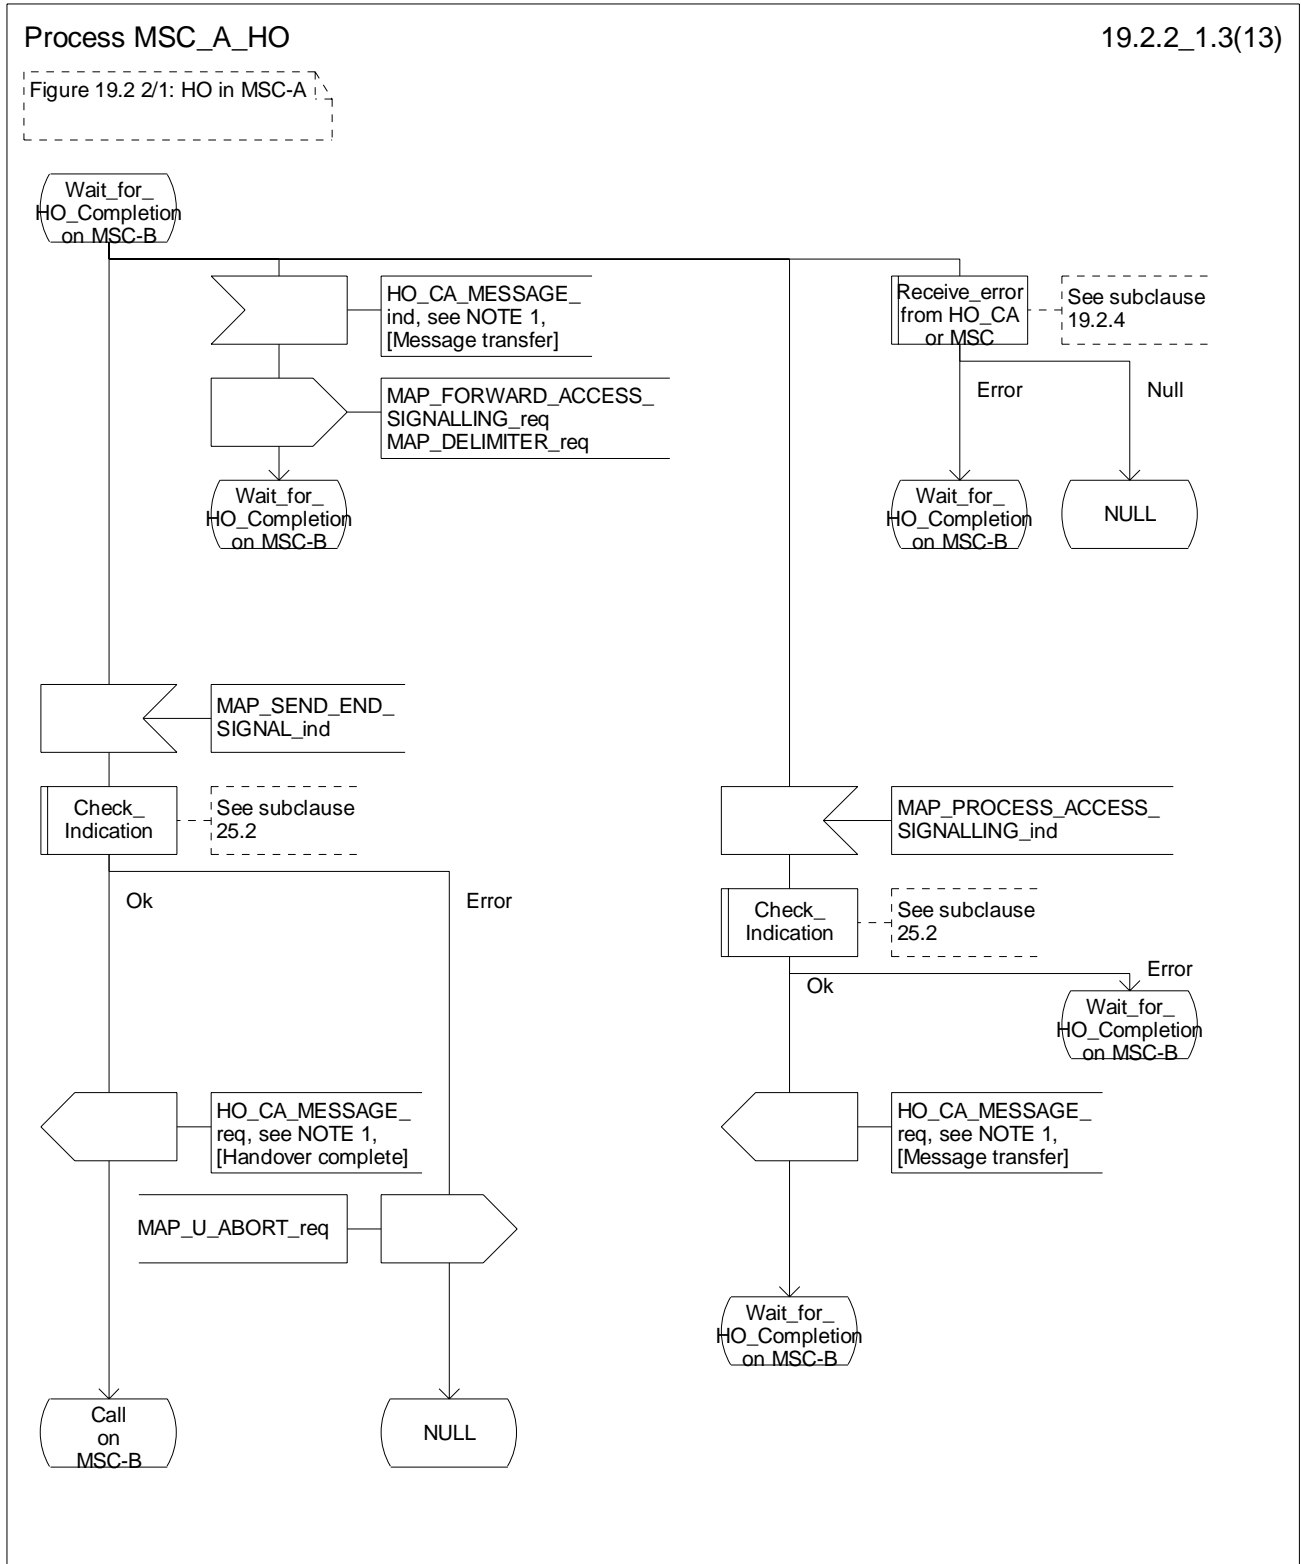 Process MSC_A_HO
19.2.2_1.3(13)
Figure 19.2 2/1: HO in MSC-A
Wait_for_
HO_Completion
on MSC-B
HO_CA_MESSAGE_
ind, see NOTE 1,
[Message transfer]
Receive_error
from HO_CA
or MSC
See subclause
19.2.4
MAP_FORWARD_ACCESS_
SIGNALLING_req
MAP_DELIMITER_req
Error
Null
Wait_for_
HO_Completion
on MSC-B
Wait_for_
HO_Completion
on MSC-B
NULL
MAP_SEND_END_
SIGNAL_ind
Check_
Indication
See subclause
25.2
MAP_PROCESS_ACCESS_
SIGNALLING_ind
Ok
Error
Check_
Indication
See subclause
25.2
Ok
Error
Wait_for_
HO_Completion
on MSC-B
HO_CA_MESSAGE_
req, see NOTE 1,
[Handover complete]
HO_CA_MESSAGE_
req, see NOTE 1,
[Message transfer]
MAP_U_ABORT_req
Wait_for_
HO_Completion
on MSC-B
Call
on
MSC-B
NULL